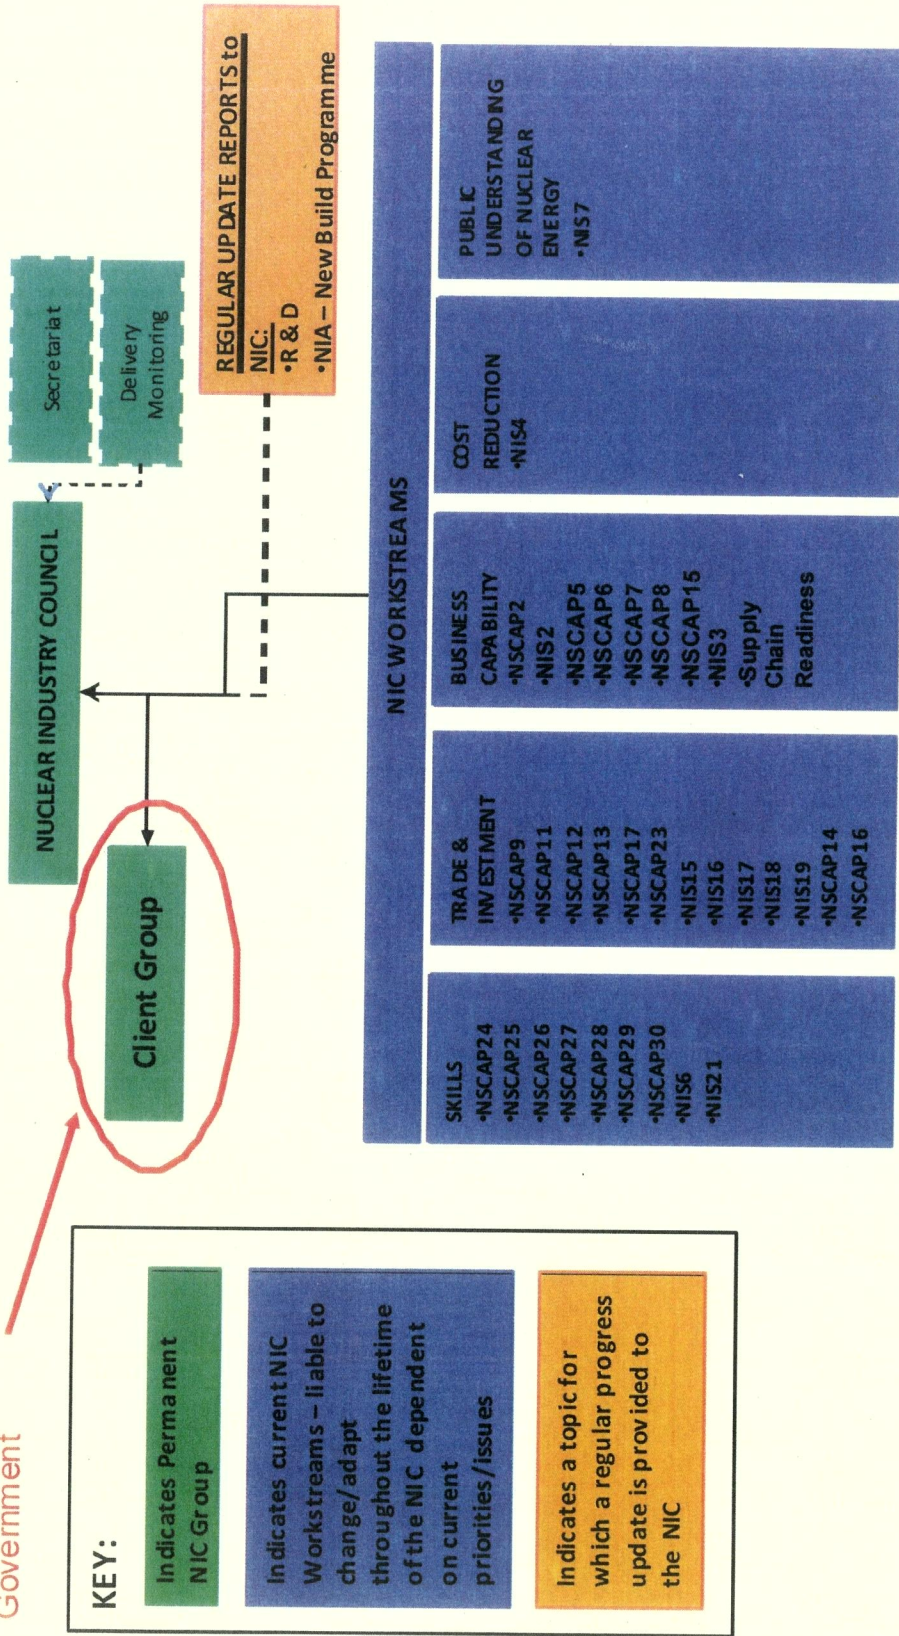 Government
Secretariat
Delivery
Monitoring
NUCLEAR INDUSTRY COUNCIL
Client Group
REGULAR UPDATE REPORTS to
NIC:
•R & D
•NIA – New Build Programme
NIC WORKSTREAMS
SKILLS
•NSCAP24
•NSCAP25
•NSCAP26
•NSCAP27
•NSCAP28
•NSCAP29
•NSCAP30
•NIS6
•NIS21
TRADE &
INVESTMENT
•NSCAP9
•NSCAP11
•NSCAP12
•NSCAP13
•NSCAP17
•NSCAP23
•NIS15
•NIS16
•NIS17
•NIS18
•NIS19
•NSCAP14
•NSCAP16
BUSINESS
CAPABILITY
•NSCAP2
•NIS2
•NSCAP5
•NSCAP6
•NSCAP7
•NSCAP8
•NSCAP15
•NIS3
•Supply
Chain
Readiness
COST
REDUCTION
•NIS4
PUBLIC
UNDERSTANDING
OF NUCLEAR
ENERGY
•NIS7
KEY:
Indicates Permanent
NIC Group
Indicates current NIC
Workstreams – liable to
change/adapt
throughout the lifetime
of the NIC dependent
on current
priorities/issues
Indicates a topic for
which a regular progress
update is provided to
the NIC